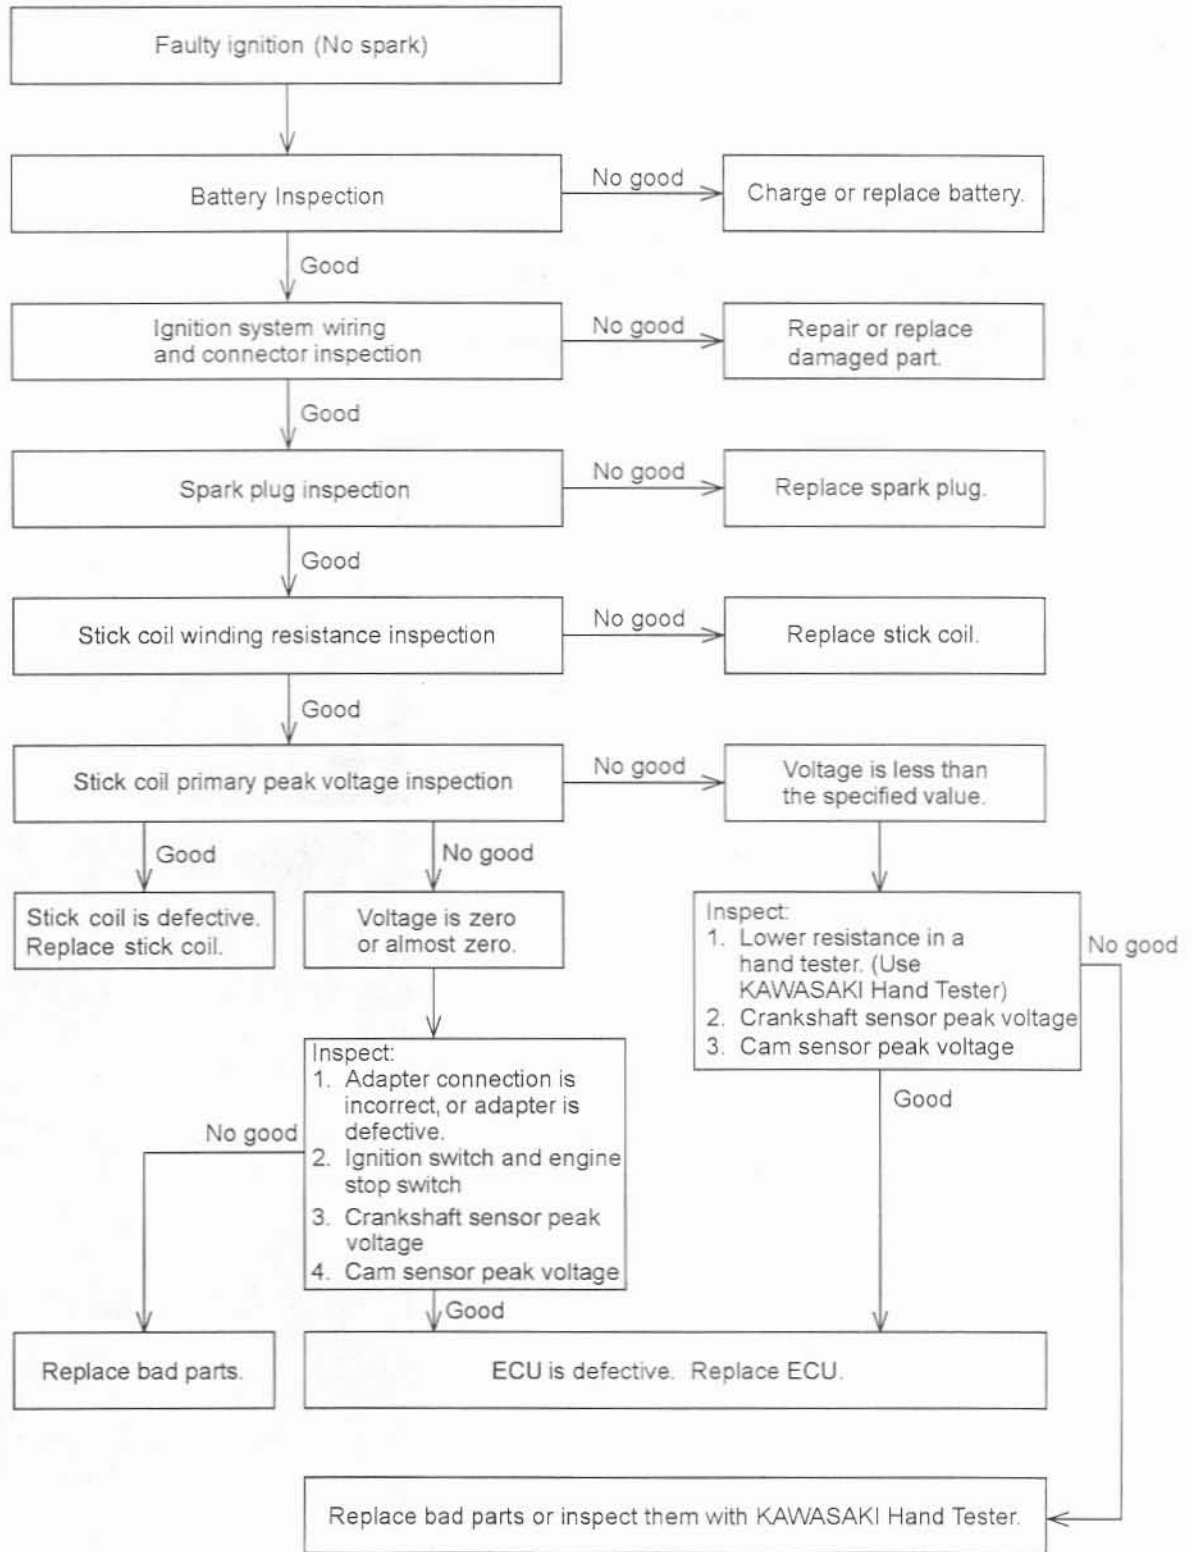 Faulty ignition (No spark)
Battery Inspection
No good
Charge or replace battery.
Good
Ignition system wiring
and connector inspection
No good
Repair or replace
damaged part.
Good
Spark plug inspection
No good
Replace spark plug.
Good
Stick coil winding resistance inspection
No good
Replace stick coil.
Good
Stick coil primary peak voltage inspection
No good
Voltage is less than
the specified value.
Good
Stick coil is defective.
Replace stick coil.
No good
Voltage is zero
or almost zero.
Inspect:
1. Lower resistance in a
hand tester. (Use
KAWASAKI Hand Tester)
2. Crankshaft sensor peak voltage
3. Cam sensor peak voltage
No good
Good
Inspect:
1. Adapter connection is
incorrect, or adapter is
defective.
2. Ignition switch and engine
stop switch
3. Crankshaft sensor peak
voltage
4. Cam sensor peak voltage
No good
Good
Replace bad parts.
ECU is defective. Replace ECU.
Replace bad parts or inspect them with KAWASAKI Hand Tester.